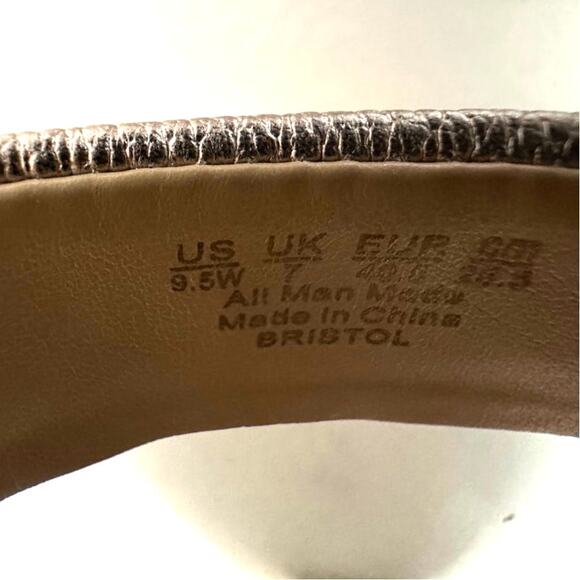 US UK EUR
9.5W 7
All Man Made
Made in China
BRISTOL